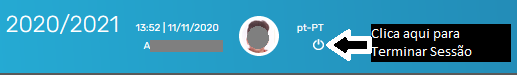 2020/2021
13:52 | 11/11/2020
A
pt-PT
Clica aqui para
Terminar Sessão